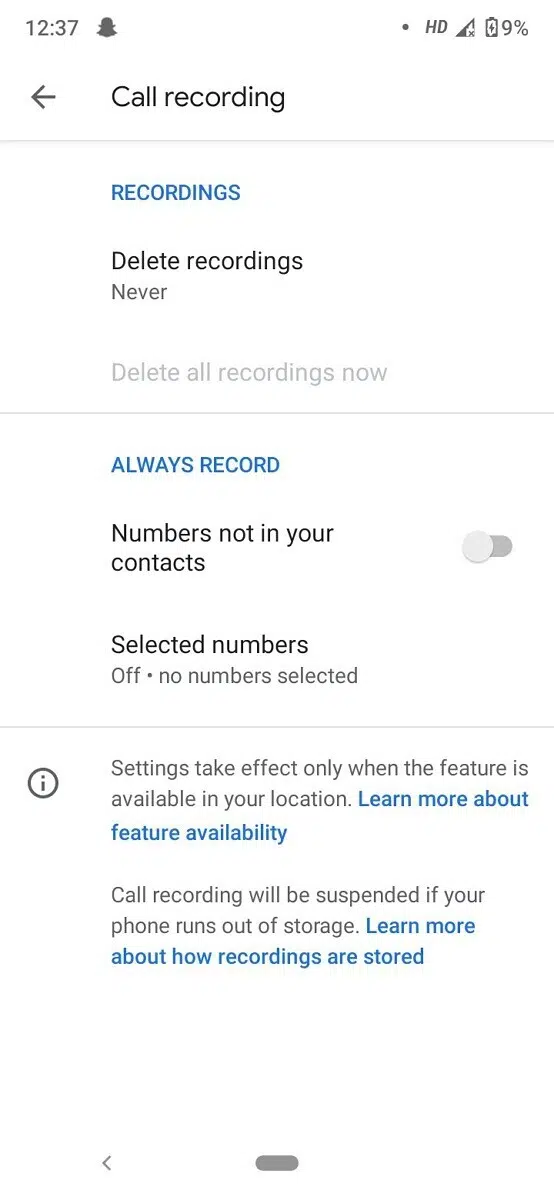 12:37 HD 9%
Call recording
RECORDINGS
Delete recordings
Never
Delete all recordings now
ALWAYS RECORD
Numbers not in your
contacts
Selected numbers
Off • no numbers selected
Settings take effect only when the feature is
available in your location. Learn more about
feature availability
Call recording will be suspended if your
phone runs out of storage. Learn more
about how recordings are stored